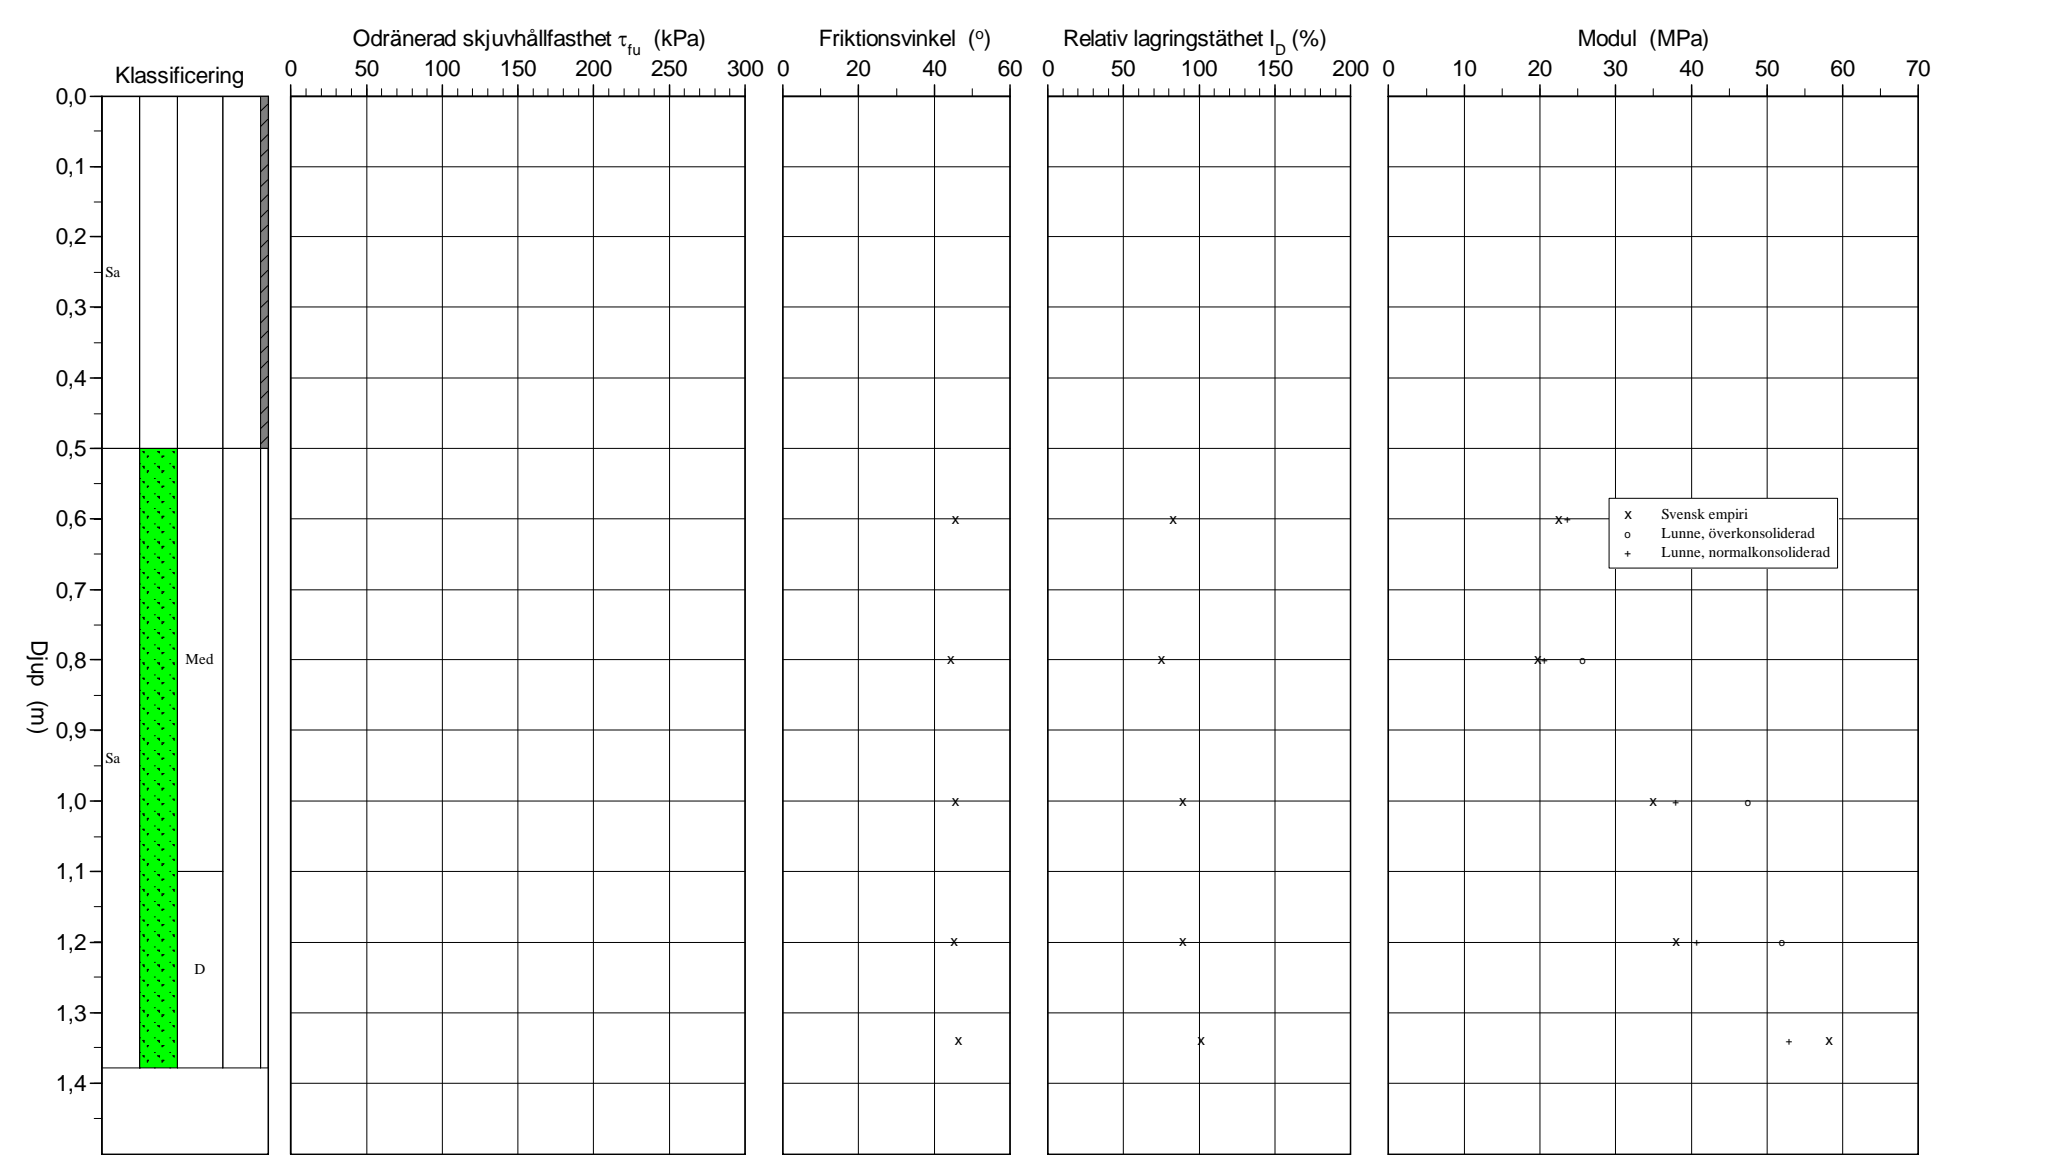 Odränerad skjuvhållfasthet τfu (kPa)
Friktionsvinkel (o)
Relativ lagringstäthet ID (%)
Modul (MPa)
Klassificering
0 50 100 150 200 250 300
0 20 40 60
0 50 100 150 200
0 10 20 30 40 50 60 70
0,0
0,1
0,2
Sa
0,3
0,4
0,5
0,6
x Svensk empiri
o Lunne, överkonsoliderad
+ Lunne, normalkonsoliderad
0,7
0,8
Med
Djup (m)
0,9
Sa
1,0
1,1
1,2
D
1,3
1,4